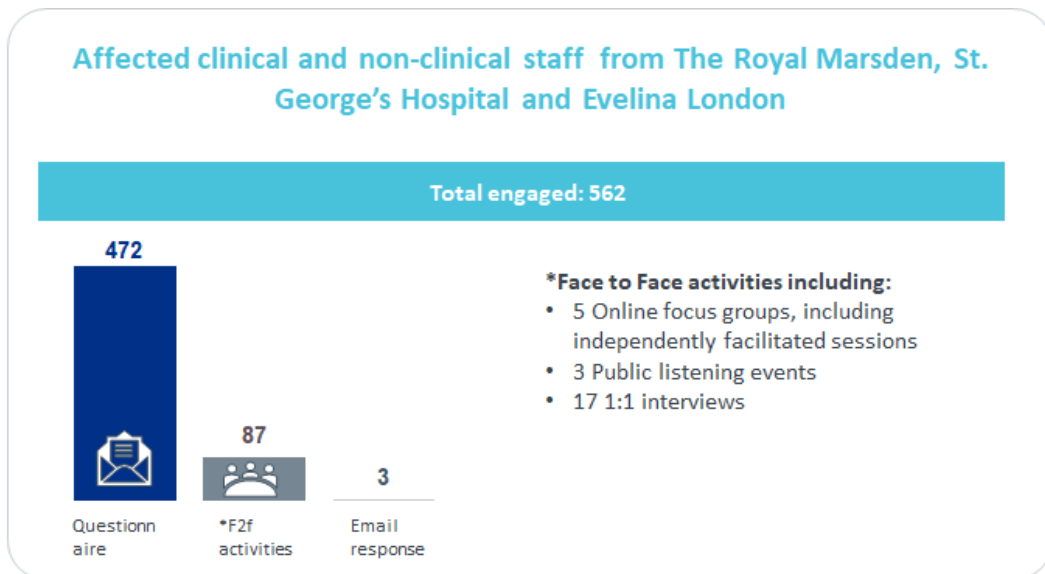 Affected clinical and non-clinical staff from The Royal Marsden, St.
George's Hospital and Evelina London
Total engaged: 562
472
87
3
Questionn
aire
*F2f
activities
Email
response
*Face to Face activities including:
• 5 Online focus groups, including
independently facilitated sessions
• 3 Public listening events
• 17 1:1 interviews